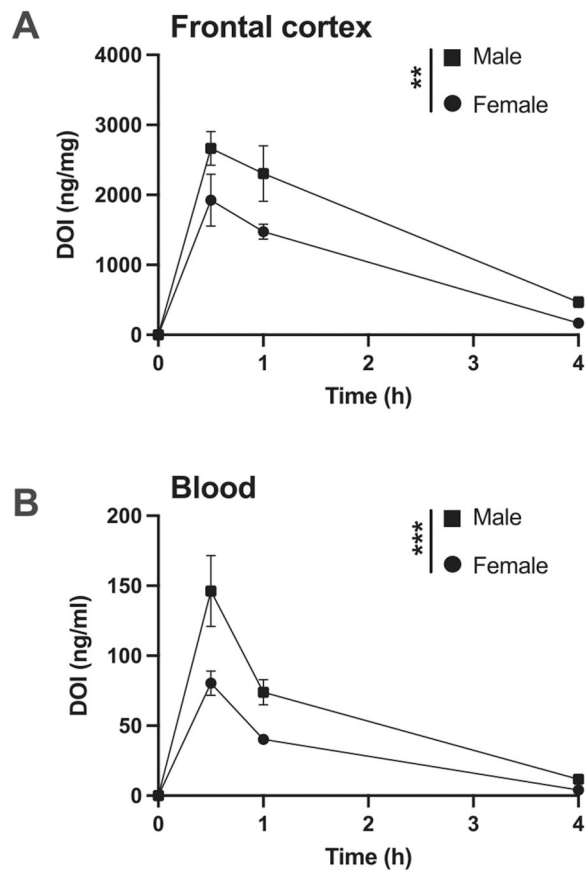 A
Frontal cortex
4000
3000
2000
1000
0
DOI (ng/mg)
** Male
Female
0 1 2 3 4
Time (h)
B
Blood
200
150
100
50
0
DOI (ng/ml)
*** Male
Female
0 1 2 3 4
Time (h)